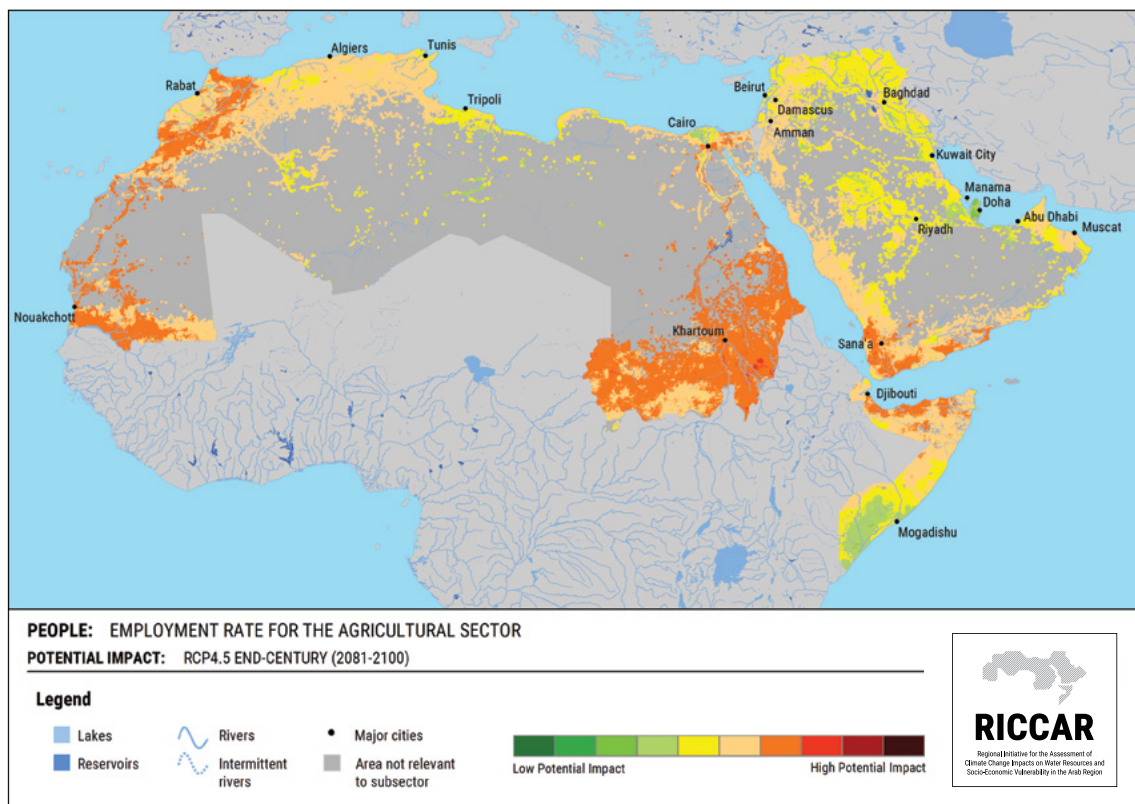 Algiers
Tunis
Rabat
Tripoli
Beirut
Damascus
Baghdad
Cairo
Amman
Kuwait City
Manama
Doha
Abu Dhabi
Riyadh
Muscat
Nouakchott
Khartoum
Sana'a
Djibouti
Mogadishu
PEOPLE: EMPLOYMENT RATE FOR THE AGRICULTURAL SECTOR
POTENTIAL IMPACT: RCP4.5 END-CENTURY (2081-2100)
Legend
Lakes
Rivers
Major cities
Reservoirs
Intermittent
rivers
Area not relevant
to subsector
Low Potential Impact
High Potential Impact
RICCAR
Regional Initiative for the Assessment of
Climate Change Impacts on Water Resources and
Socio-Economic Vulnerability in the Arab Region